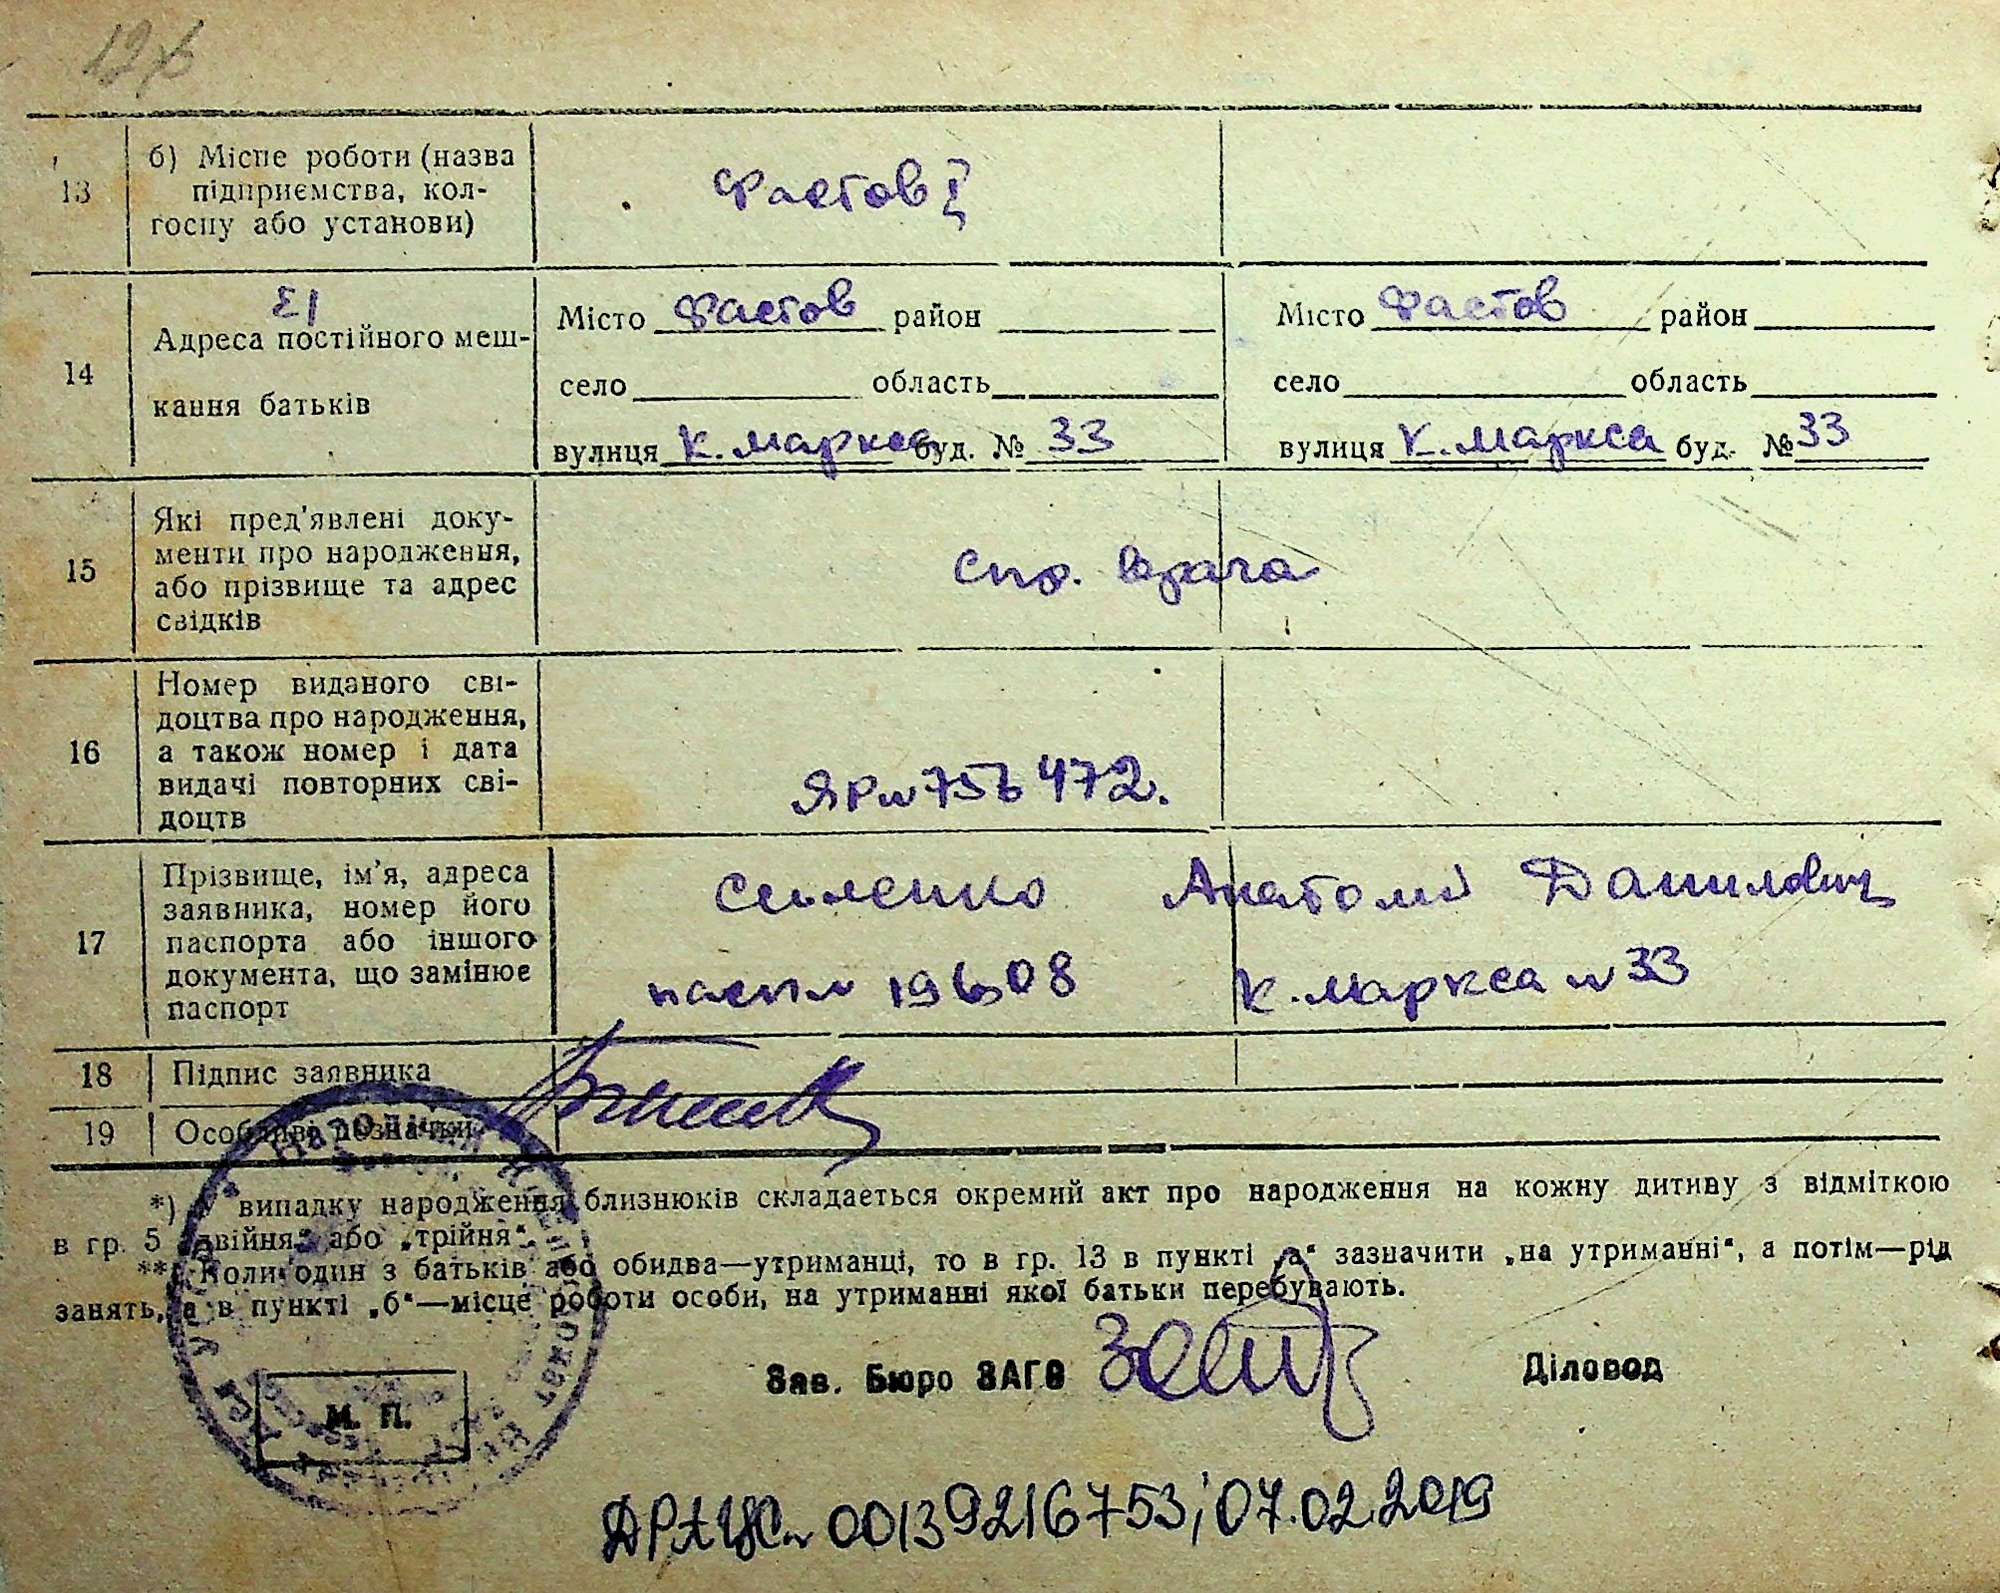 13
б) Місце роботи (назва
підприємства, кол-
госпу або установи)
Фастов
14
Адреса постійного меш-
кання батьків
Місто Фастов район
село область
вулиця К. Маркса буд. № 33
Місто Фастов район
село область
вулиця К. Маркса буд. № 33
15
Які пред'явлені доку-
менти про народження,
або прізвище та адрес
свідків
спр. врача
16
Номер виданого сві-
доцтва про народження,
а також номер і дата
видачі повторних сві-
доцтв
ЯР№ 756472.
17
Прізвище, ім'я, адреса
заявника, номер його
паспорта або іншого
документа, що замінює
паспорт
Анатолий Данилович
К. Маркса № 33
18
Підпис заявника
19
Особливі позначки
*) У випадку народження близнюків складається окремий акт про народження на кожну дитину з відміткою
в гр. 5 „двійня“ або „трійня“.
**) Коли один з батьків або обидва—утриманці, то в гр. 13 в пункті „а“ зазначити „на утриманні“, а потім—рід
занять, а в пункті „б“—місце роботи особи, на утриманні якої батьки перебувають.
Зав. Бюро ЗАГС
Діловод
М. П.
ДРАЦС№ 00139216753; 07.02.2019